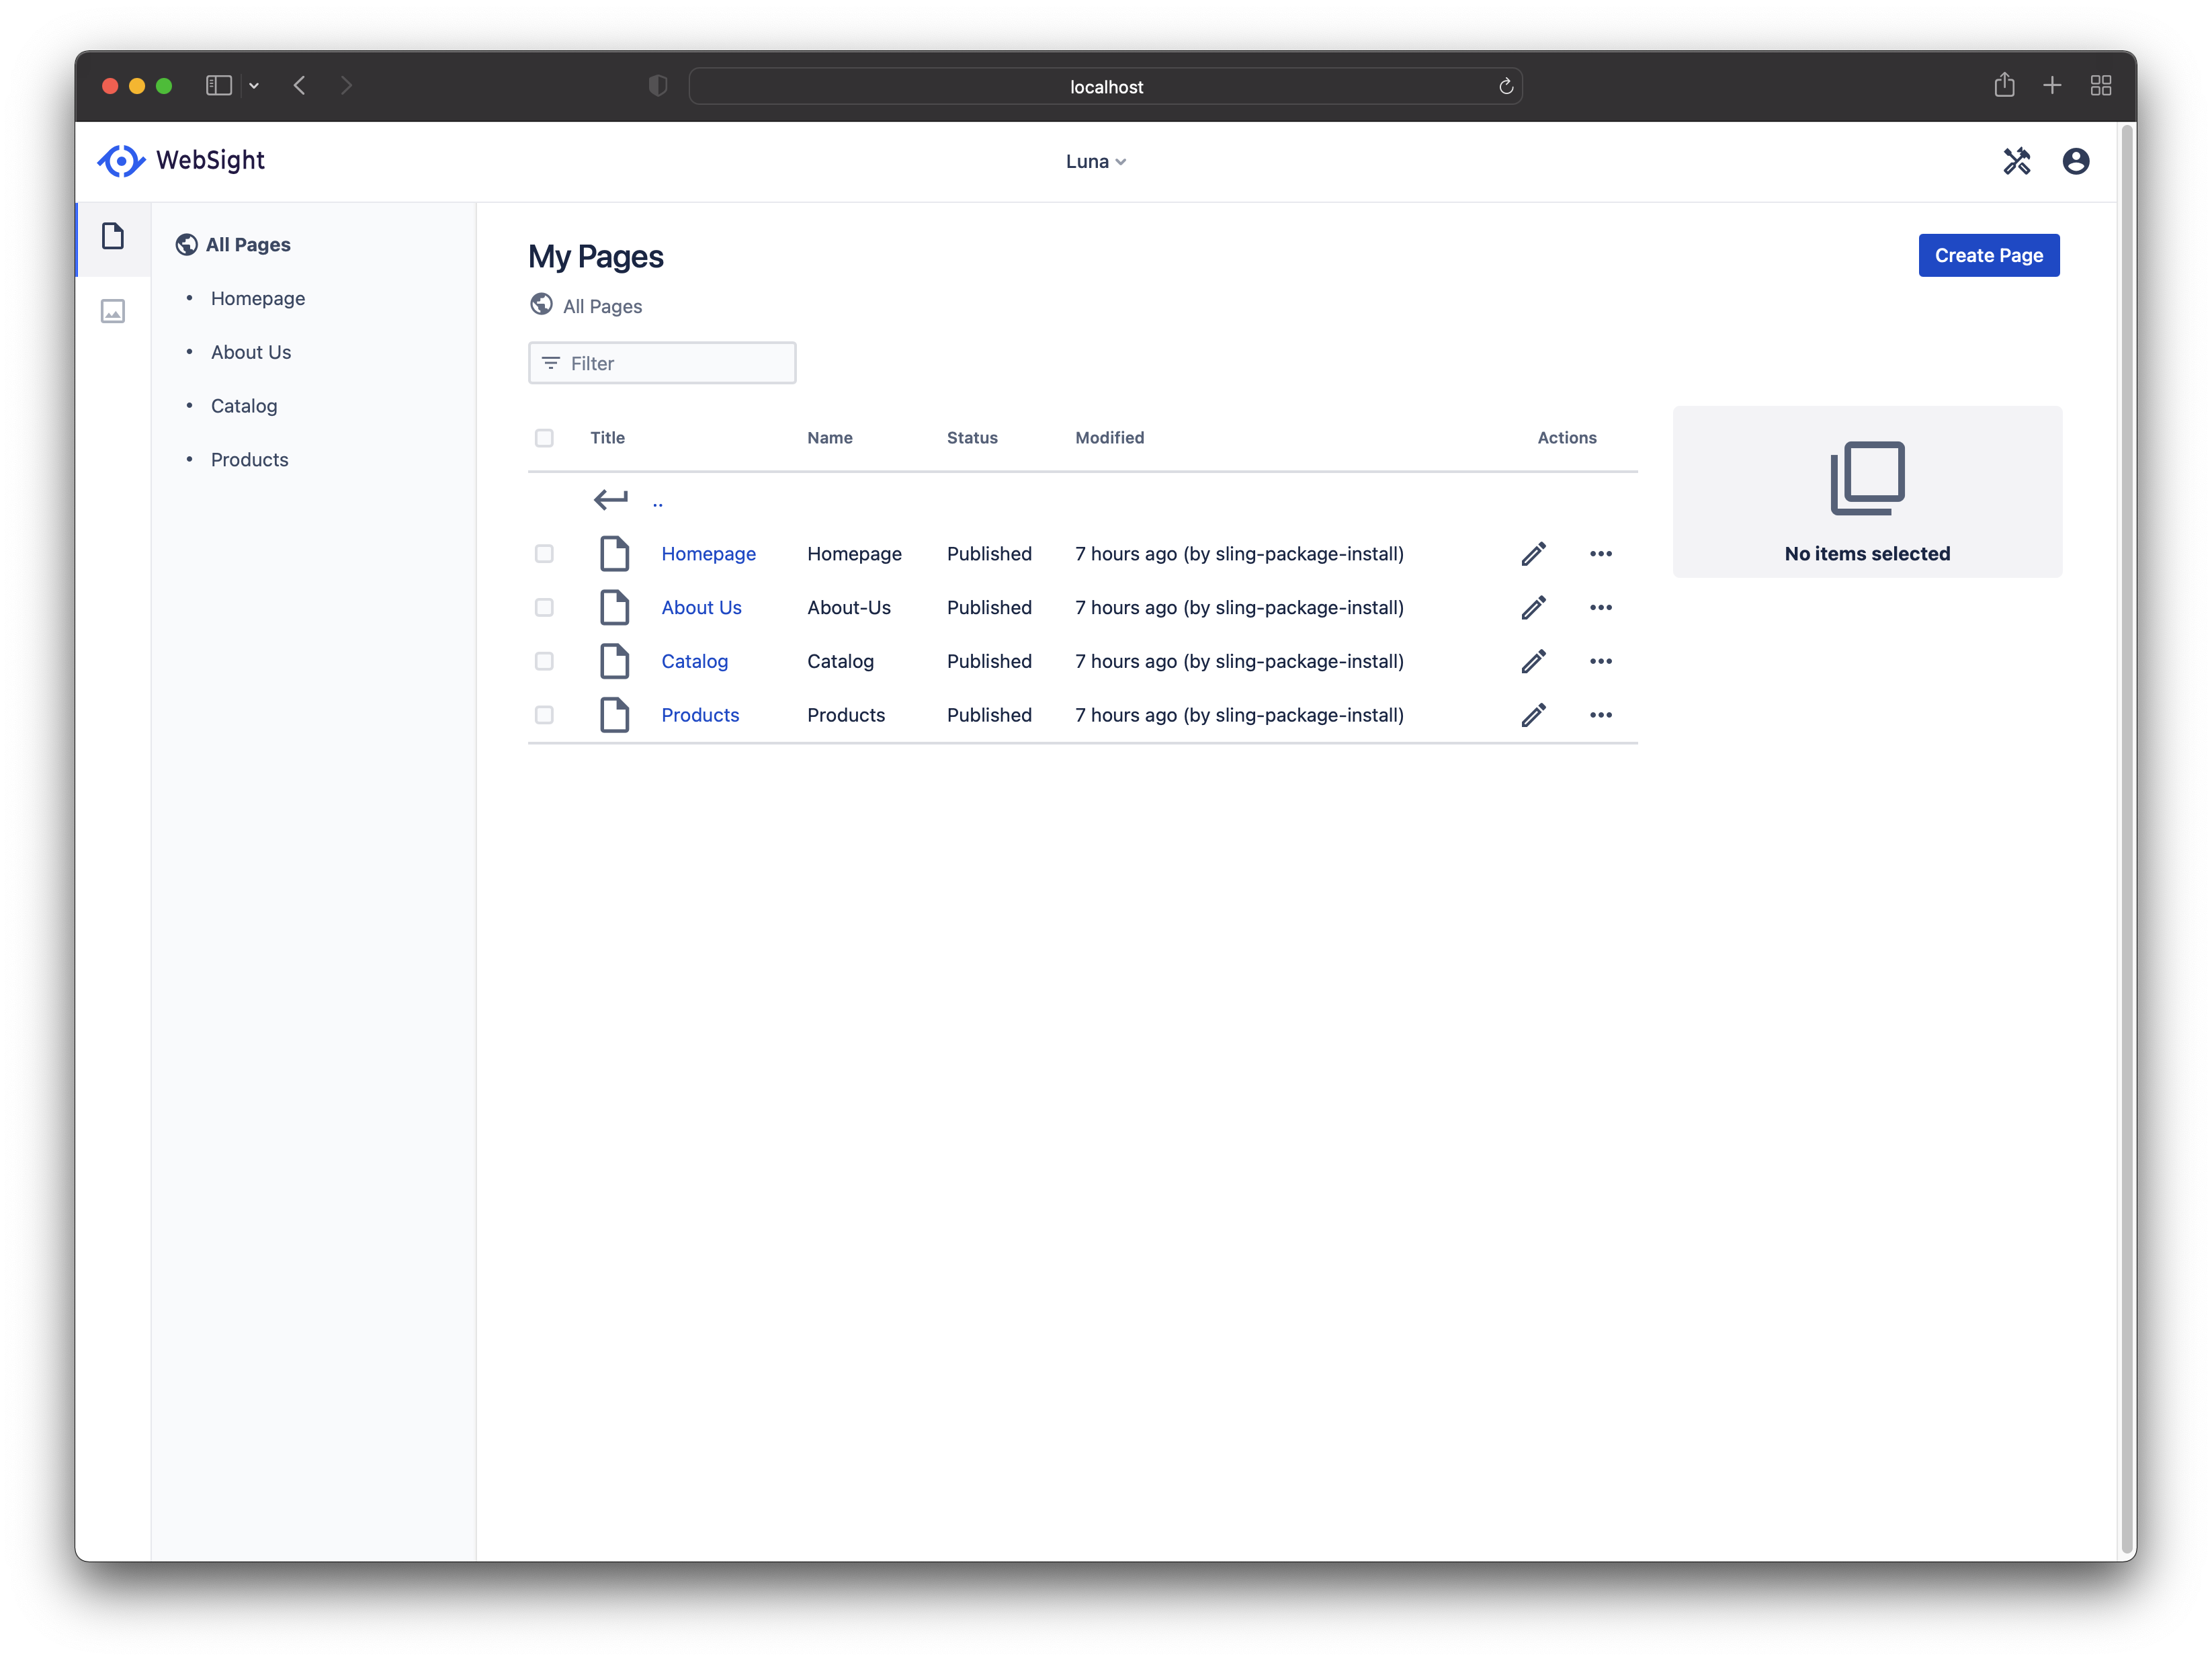 localhost
WebSight
Luna
All Pages
Homepage
About Us
Catalog
Products
My Pages
Create Page
All Pages
Filter
Title Name Status Modified Actions
..
Homepage Homepage Published 7 hours ago (by sling-package-install)
About Us About-Us Published 7 hours ago (by sling-package-install)
Catalog Catalog Published 7 hours ago (by sling-package-install)
Products Products Published 7 hours ago (by sling-package-install)
No items selected